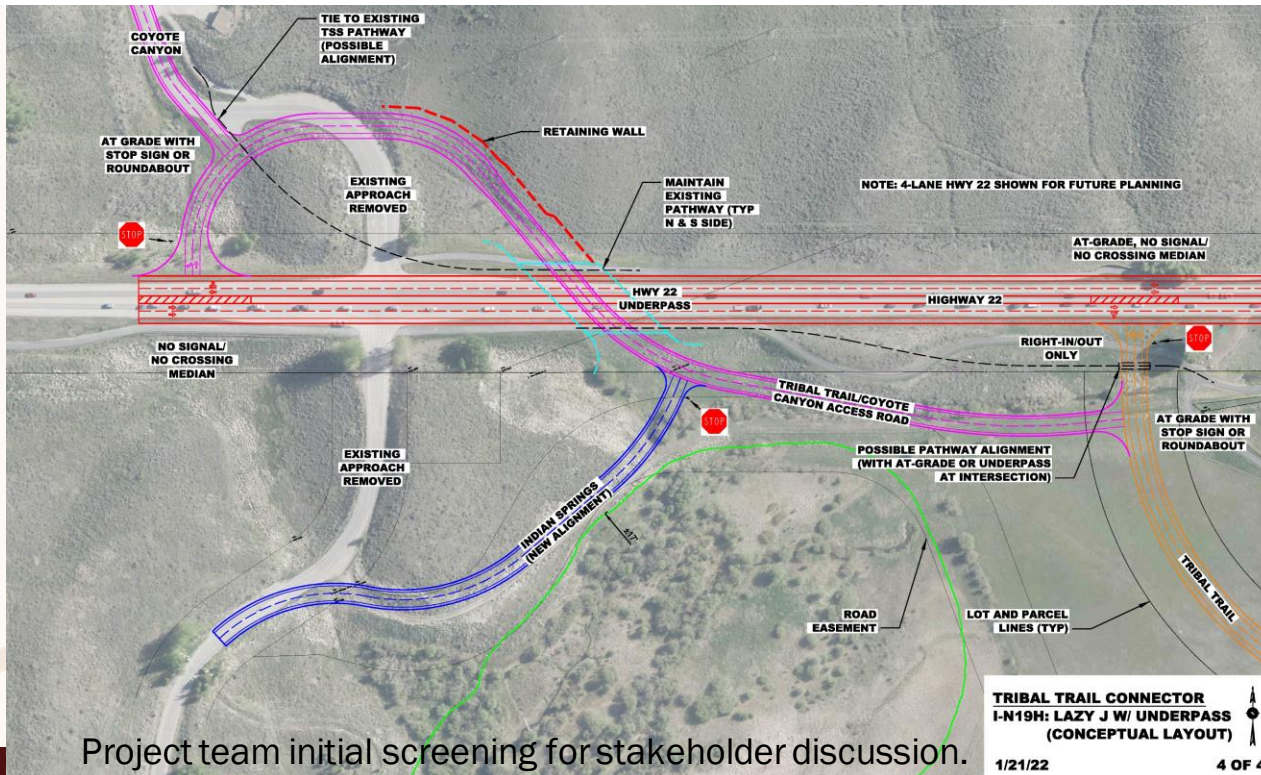 COYOTE
CANYON
TIE TO EXISTING
TSS PATHWAY
(POSSIBLE
ALIGNMENT)
AT GRADE WITH
STOP SIGN OR
ROUNDABOUT
RETAINING WALL
EXISTING
APPROACH
REMOVED
MAINTAIN
EXISTING
PATHWAY (TYP
N & S SIDE)
NOTE: 4-LANE HWY 22 SHOWN FOR FUTURE PLANNING
STOP
AT-GRADE, NO SIGNAL/
NO CROSSING MEDIAN
HWY 22
UNDERPASS
HIGHWAY 22
NO SIGNAL/
NO CROSSING
MEDIAN
RIGHT-IN/OUT
ONLY
STOP
TRIBAL TRAIL/COYOTE
CANYON ACCESS ROAD
STOP
AT GRADE WITH
STOP SIGN OR
ROUNDABOUT
EXISTING
APPROACH
REMOVED
POSSIBLE PATHWAY ALIGNMENT
(WITH AT-GRADE OR UNDERPASS
AT INTERSECTION)
INDIAN SPRINGS
(NEW ALIGNMENT)
±17'
TRIBAL TRAIL
ROAD
EASEMENT
LOT AND PARCEL
LINES (TYP)
TRIBAL TRAIL CONNECTOR
I-N19H: LAZY J W/ UNDERPASS
(CONCEPTUAL LAYOUT)
1/21/22
4 OF 4
Project team initial screening for stakeholder discussion.